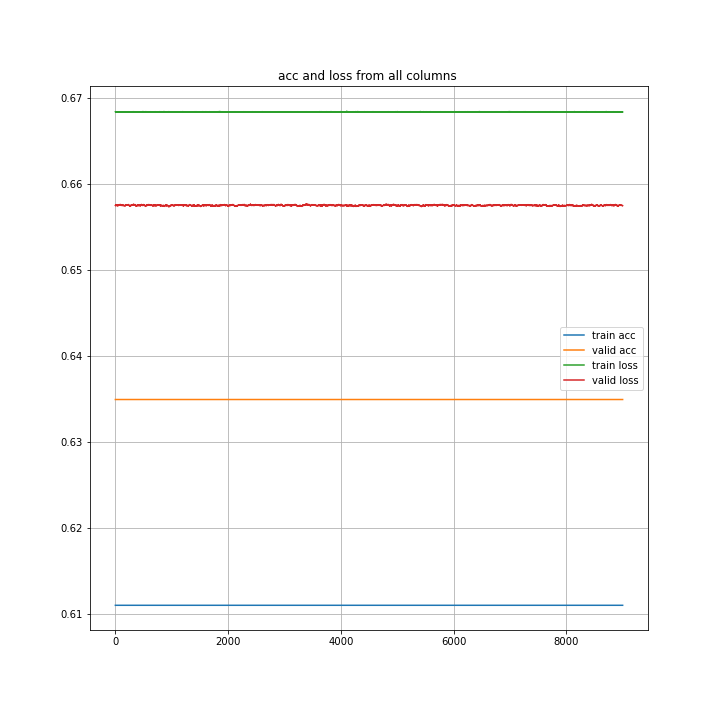 acc and loss from all columns
0.67
0.66
0.65
0.64
0.63
0.62
0.61
train acc
valid acc
train loss
valid loss
0 2000 4000 6000 8000